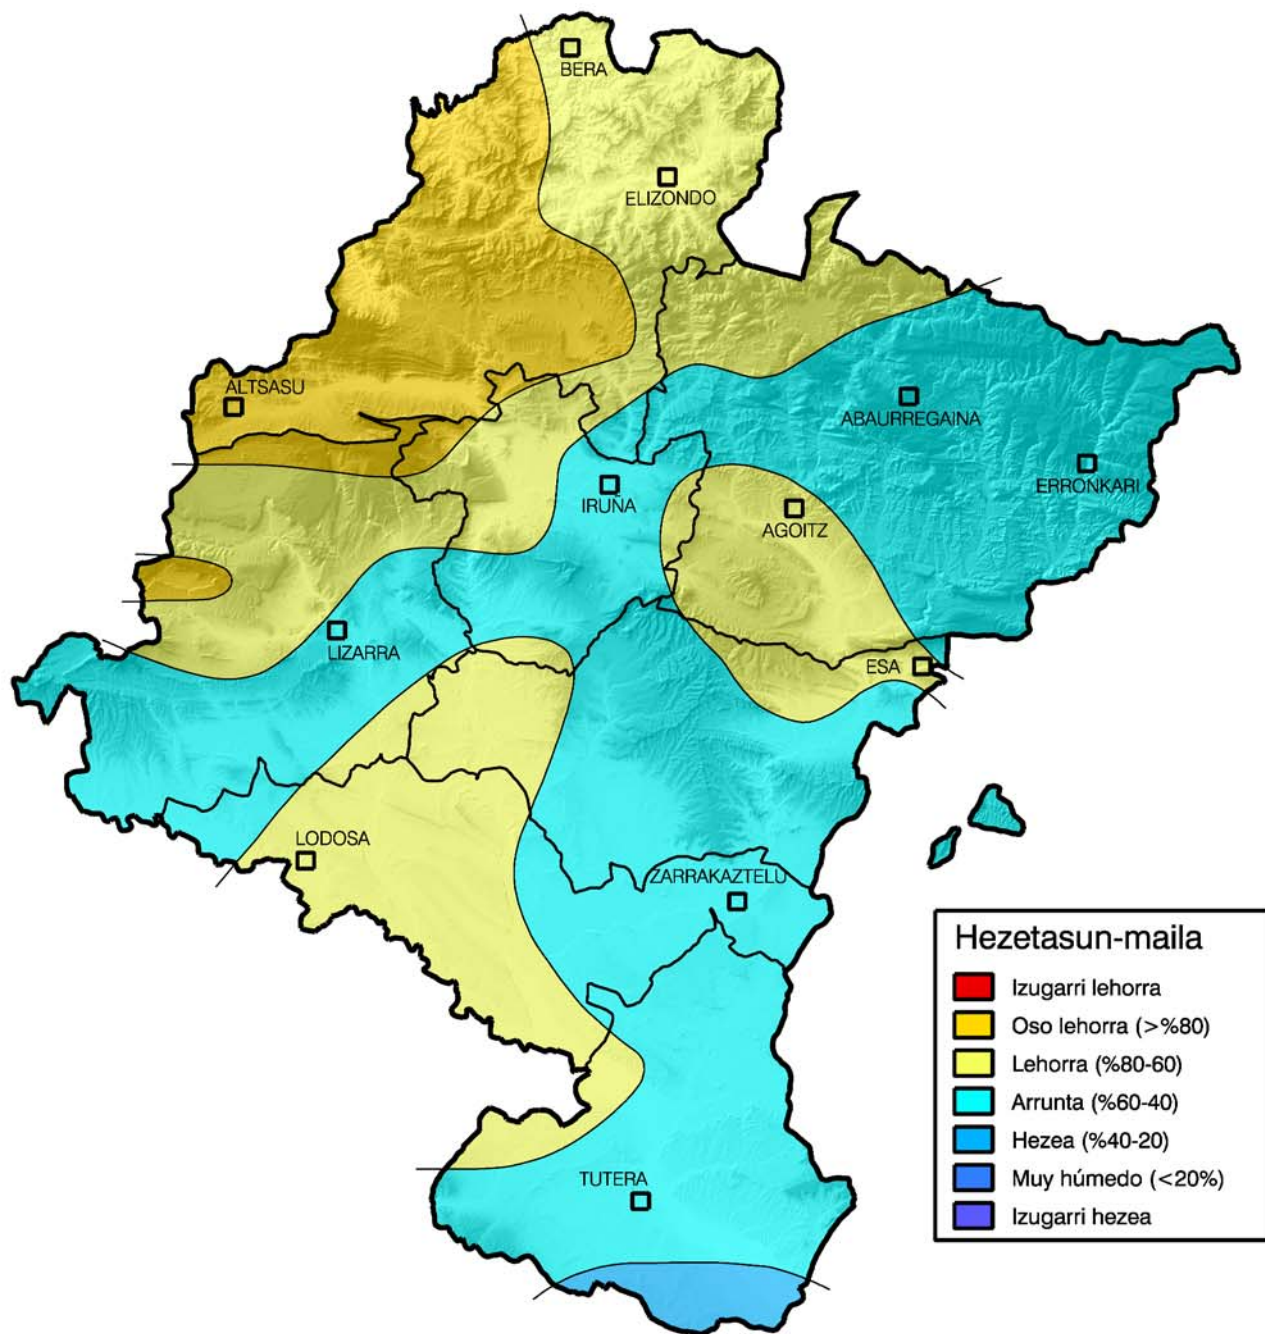 BERA
ELIZONDO
ALTSASU
ABAURREGAINA
ERRONKARI
IRUÑA
AGOITZ
LIZARRA
ESA
LODOSA
ZARRAKAZTELU
TUTERA
Hezetasun-maila
Izugarri lehorra
Oso lehorra (>%80)
Lehorra (%80-60)
Arrunta (%60-40)
Hezea (%40-20)
Muy húmedo (<20%)
Izugarri hezea